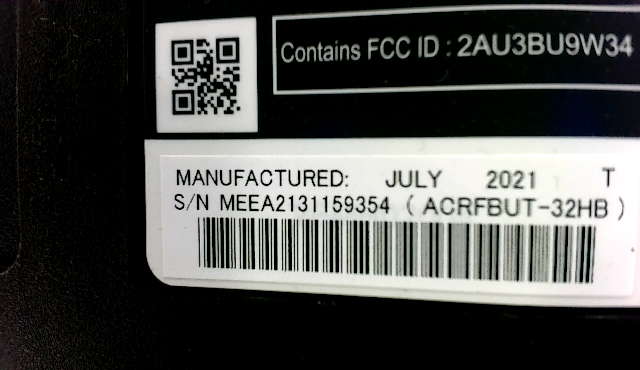 Contains FCC ID : 2AU3BU9W34
MANUFACTURED: JULY 2021 T
S/N MEEA2131159354 ( ACRFBUT-32HB )